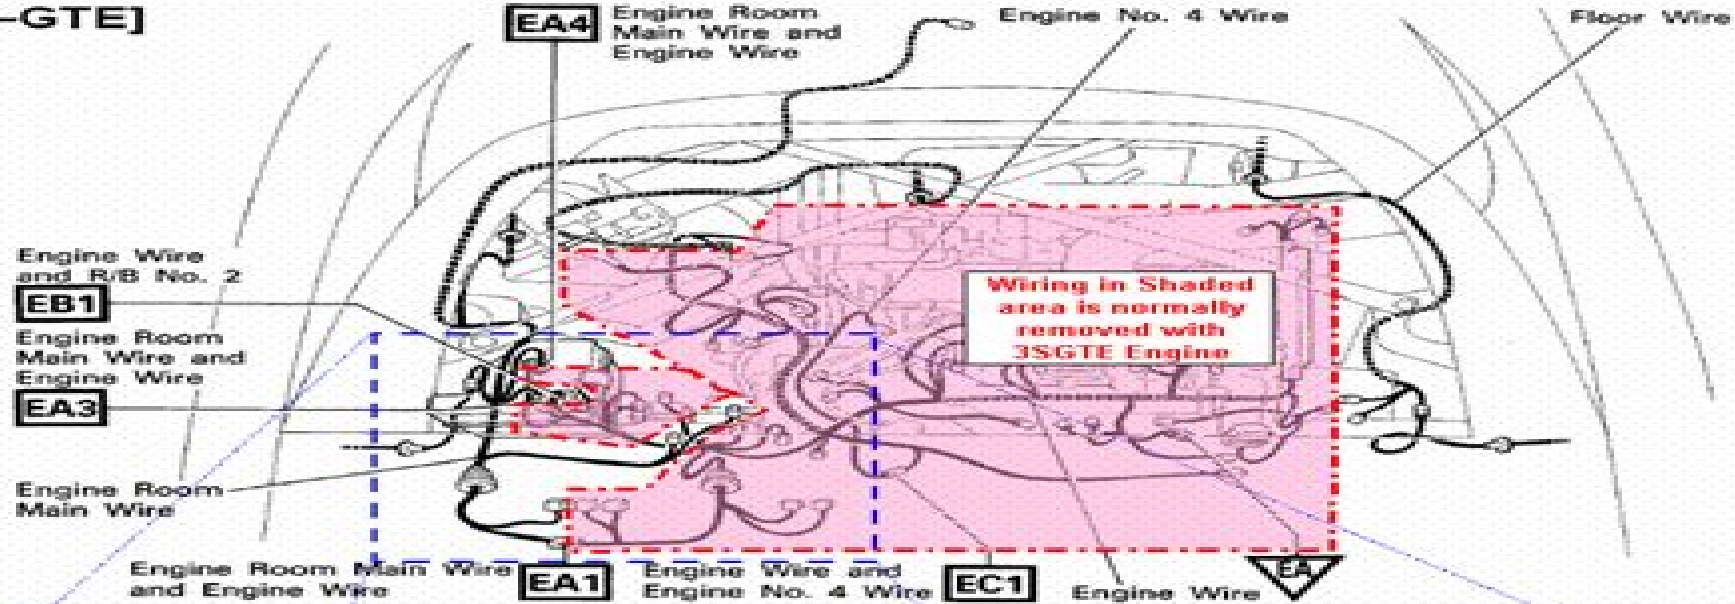 -GTE]
EA4
Engine Room
Main Wire and
Engine Wire
Engine No. 4 Wire
Floor Wire
Engine Wire
and R/B No. 2
EB1
Engine Room
Main Wire and
Engine Wire
EA3
Wiring in Shaded
area is normally
removed with
3SGTE Engine
Engine Room
Main Wire
Engine Room Main Wire
and Engine Wire
EA1
Engine Wire and
Engine No. 4 Wire
EC1
Engine Wire
EA